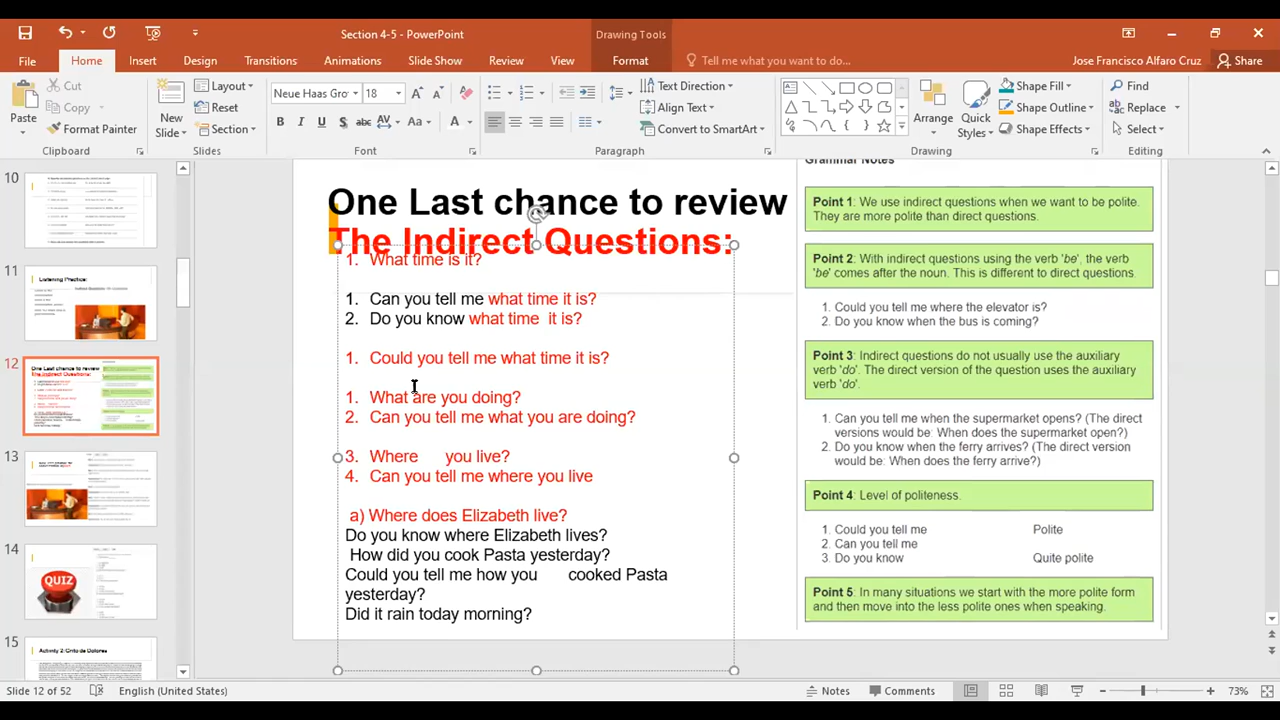 Section 4-5 - PowerPoint
Drawing Tools
File
Home
Insert
Design
Transitions
Animations
Slide Show
Review
View
Format
Tell me what you want to do...
Jose Francisco Alfaro Cruz
Share
Paste
Cut
Copy
Format Painter
Clipboard
New
Slide
Layout
Reset
Section
Slides
Neue Haas Gro
18
B I U S abc AV Aa A
Font
Text Direction
Align Text
Convert to SmartArt
Paragraph
Arrange
Quick
Styles
Shape Fill
Shape Outline
Shape Effects
Drawing
Find
Replace
Select
Editing
10
11
Listening Practice:
12
13
14
QUIZ
15
Activity 2: Grito de Dolores
One Last chance to review
The Indirect Questions:
1. What time is it?
1. Can you tell me what time it is?
2. Do you know what time it is?
1. Could you tell me what time it is?
1. What are you doing?
2. Can you tell me what you are doing?
3. Where you live?
4. Can you tell me where you live
a) Where does Elizabeth live?
Do you know where Elizabeth lives?
How did you cook Pasta yesterday?
Could you tell me how you cooked Pasta
yesterday?
Did it rain today morning?
Grammar Notes
Point 1: We use indirect questions when we want to be polite.
They are more polite than direct questions.
Point 2: With indirect questions using the verb 'be', the verb
'be' comes after the noun. This is different to direct questions.
1. Could you tell me where the elevator is?
2. Do you know when the bus is coming?
Point 3: Indirect questions do not usually use the auxiliary
verb 'do'. The direct version of the question uses the auxiliary
verb 'do'.
1. Can you tell me when the supermarket opens? (The direct
versions would be: When does the supermarket open?)
2. Do you know when the ferry arrives? (The direct version
would be: When does the ferry arrive?)
Point 4: Level of politeness.
1. Could you tell me Polite
2. Can you tell me
3. Do you know Quite polite
Point 5: In many situations we start with the more polite form
and then move into the less polite ones when speaking.
Slide 12 of 52
English (United States)
Notes
Comments
73%